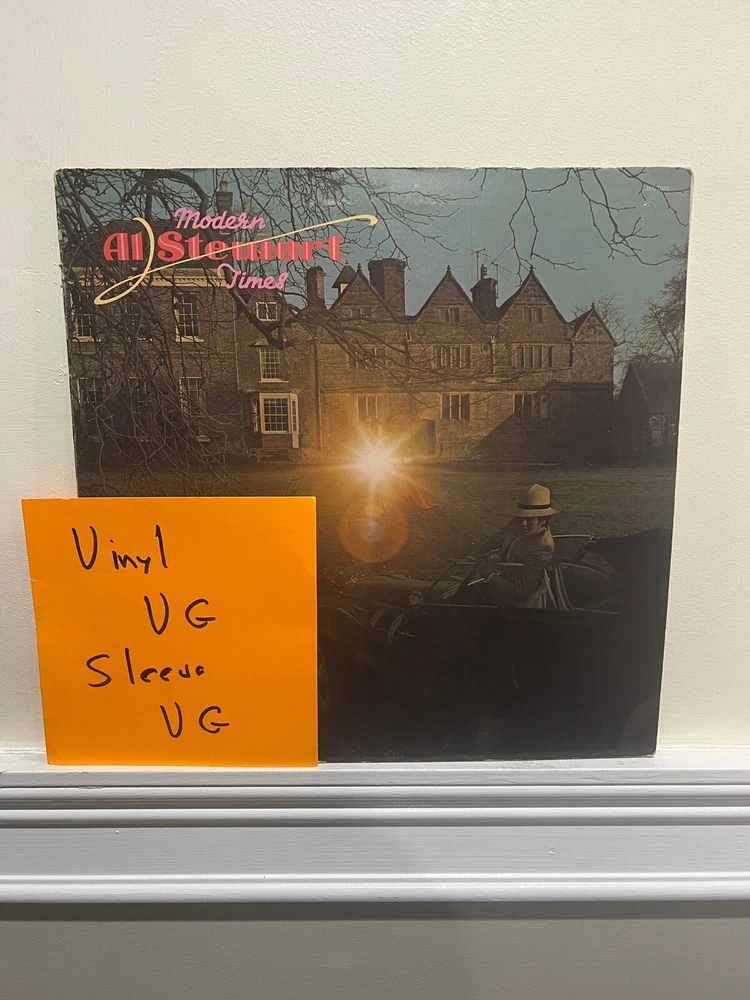 Modern
Al Stewart
Times
Vinyl
VG
Sleeve
VG